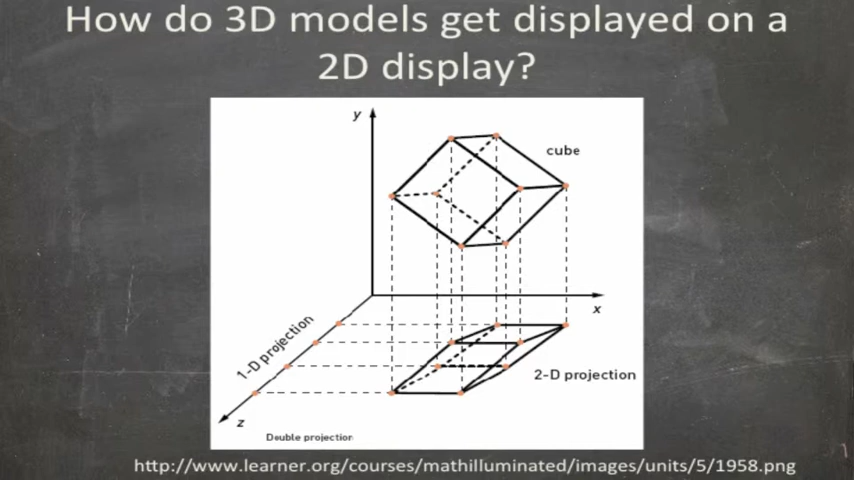 How do 3D models get displayed on a
2D display?
y
cube
x
1-D projection
2-D projection
z
Double projection
http://www.learner.org/courses/mathilluminated/images/units/5/1958.png